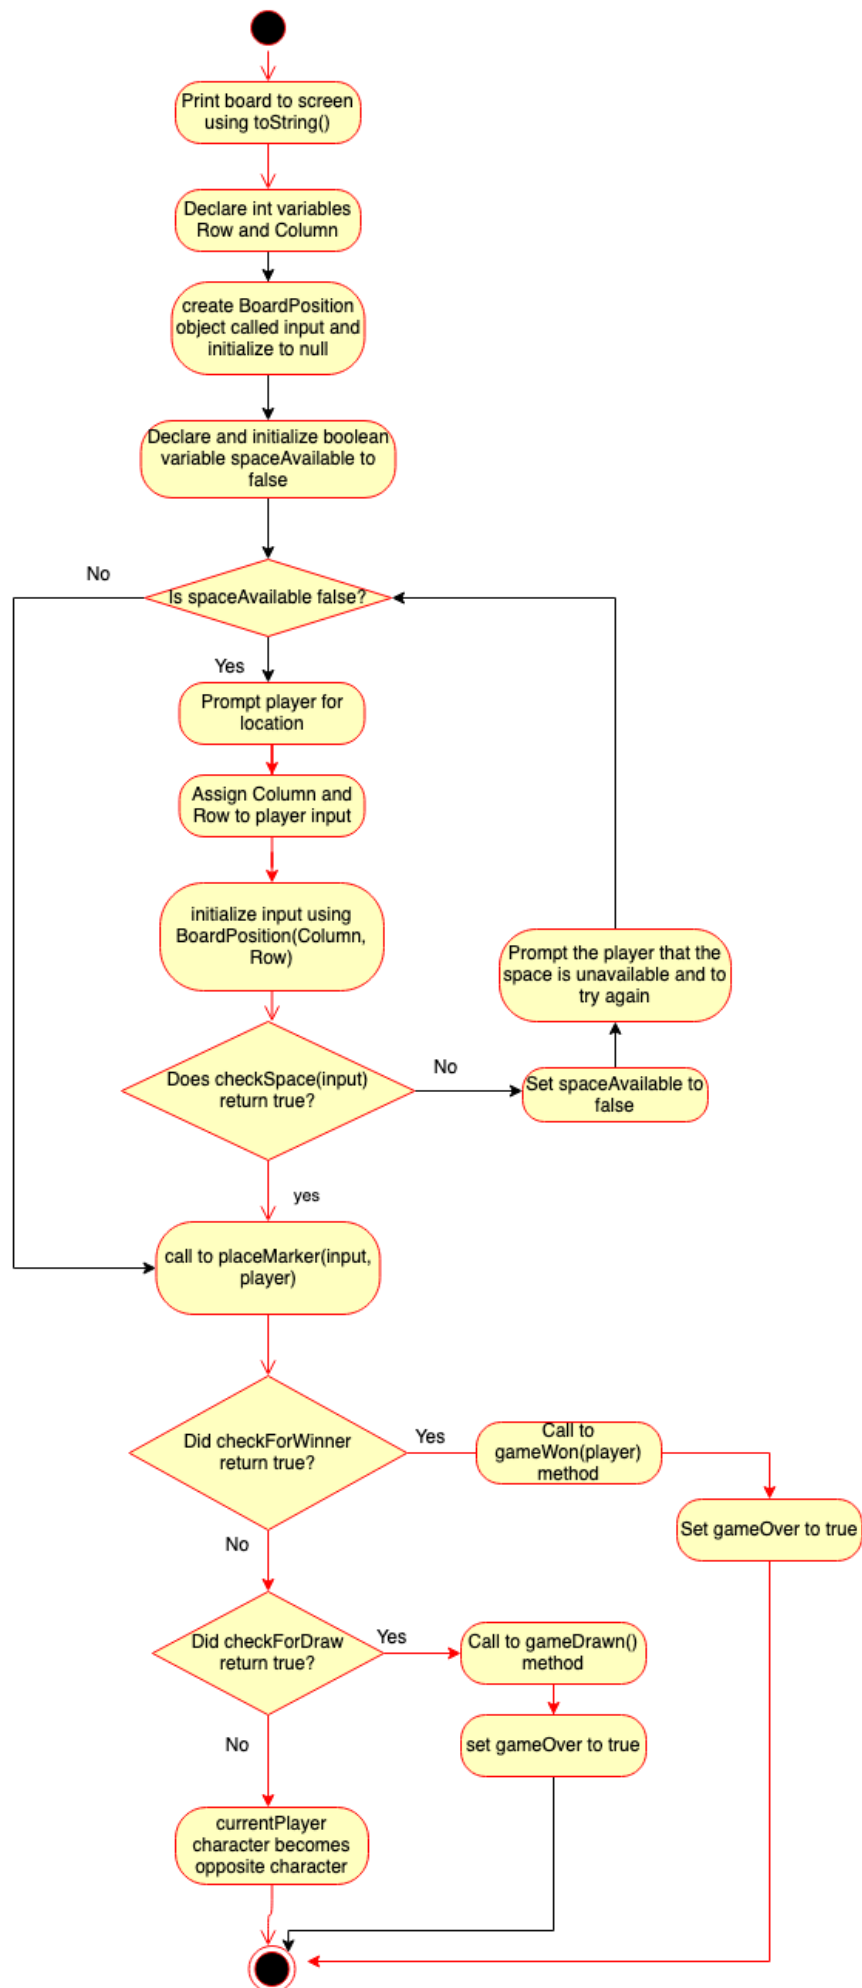 Print board to screen
using toString()
Declare int variables
Row and Column
create BoardPosition
object called input and
initialize to null
Declare and initialize boolean
variable spaceAvailable to
false
No
Is spaceAvailable false?
Yes
Prompt player for
location
Assign Column and
Row to player input
initialize input using
BoardPosition(Column,
Row)
Prompt the player that the
space is unavailable and to
try again
Does checkSpace(input)
return true?
No
Set spaceAvailable to
false
yes
call to placeMarker(input,
player)
Did checkForWinner
return true?
Yes
Call to
gameWon(player)
method
Set gameOver to true
No
Did checkForDraw
return true?
Yes
Call to gameDrawn()
method
set gameOver to true
No
currentPlayer
character becomes
opposite character